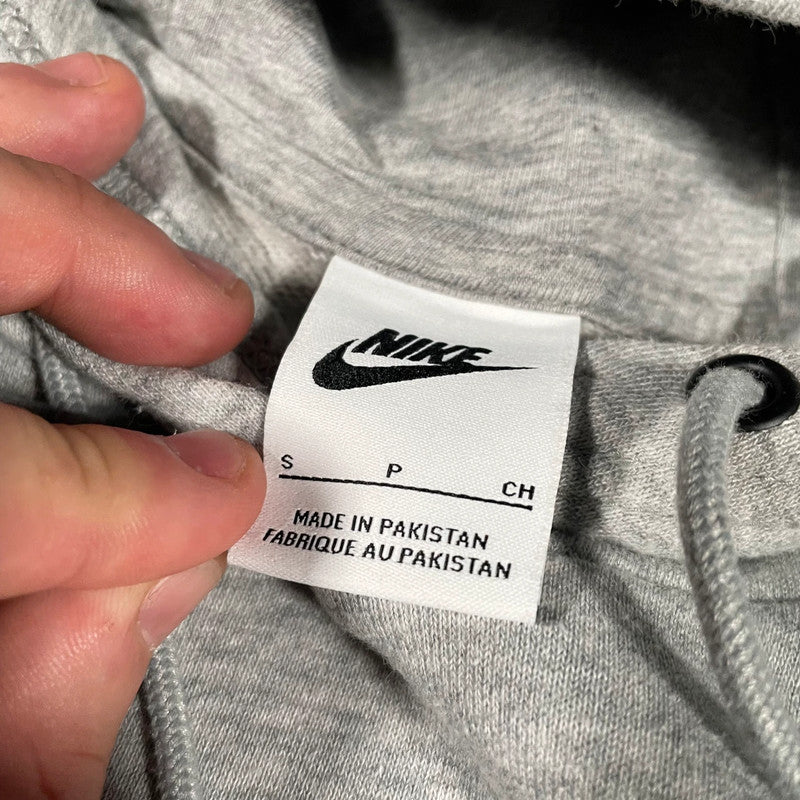 NIKE
S P CH
MADE IN PAKISTAN
FABRIQUE AU PAKISTAN